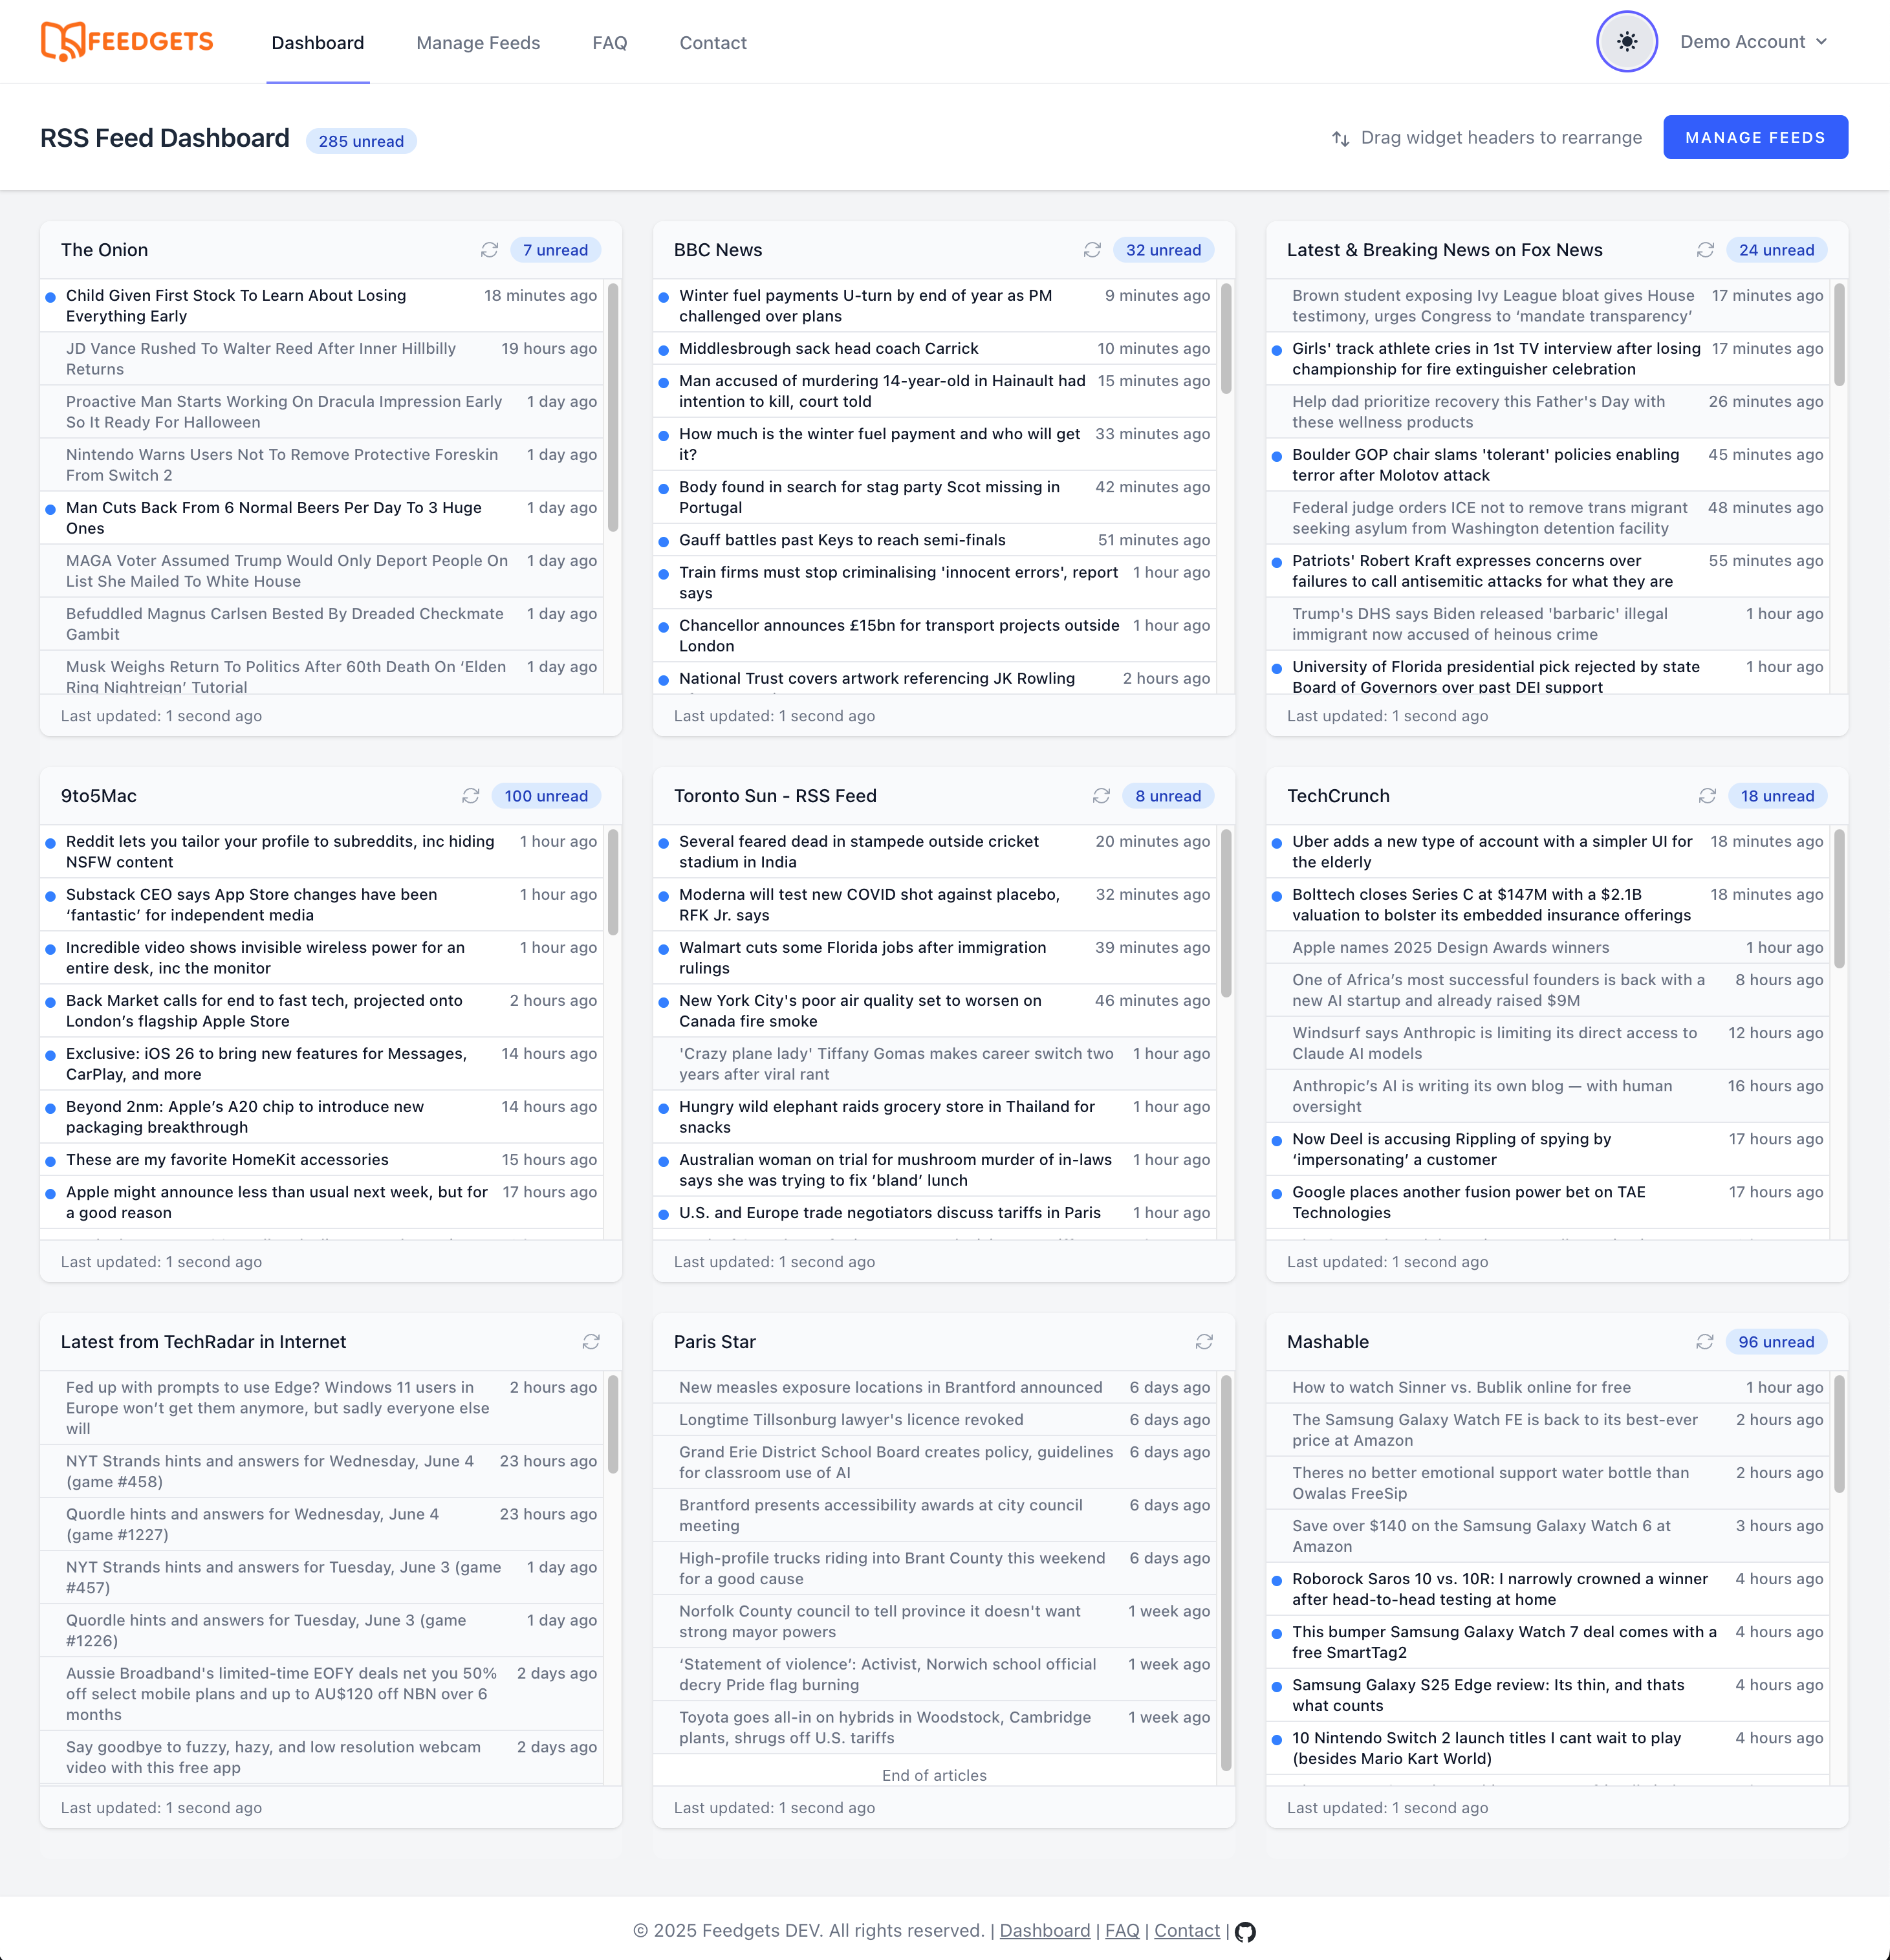 FEEDGETS
Dashboard
Manage Feeds
FAQ
Contact
Demo Account
RSS Feed Dashboard
285 unread
Drag widget headers to rearrange
MANAGE FEEDS
The Onion
7 unread
Child Given First Stock To Learn About Losing
Everything Early
18 minutes ago
JD Vance Rushed To Walter Reed After Inner Hillbilly
Returns
19 hours ago
Proactive Man Starts Working On Dracula Impression Early
So It Ready For Halloween
1 day ago
Nintendo Warns Users Not To Remove Protective Foreskin
From Switch 2
1 day ago
Man Cuts Back From 6 Normal Beers Per Day To 3 Huge
Ones
1 day ago
MAGA Voter Assumed Trump Would Only Deport People On
List She Mailed To White House
1 day ago
Befuddled Magnus Carlsen Bested By Dreaded Checkmate
Gambit
1 day ago
Musk Weighs Return To Politics After 60th Death On ‘Elden
Ring Nightreign’ Tutorial
1 day ago
Last updated: 1 second ago
BBC News
32 unread
Winter fuel payments U-turn by end of year as PM
challenged over plans
9 minutes ago
Middlesbrough sack head coach Carrick
10 minutes ago
Man accused of murdering 14-year-old in Hainault had
intention to kill, court told
15 minutes ago
How much is the winter fuel payment and who will get
it?
33 minutes ago
Body found in search for stag party Scot missing in
Portugal
42 minutes ago
Gauff battles past Keys to reach semi-finals
51 minutes ago
Train firms must stop criminalising 'innocent errors', report
says
1 hour ago
Chancellor announces £15bn for transport projects outside
London
1 hour ago
National Trust covers artwork referencing JK Rowling
2 hours ago
Last updated: 1 second ago
Latest & Breaking News on Fox News
24 unread
Brown student exposing Ivy League bloat gives House
testimony, urges Congress to ‘mandate transparency’
17 minutes ago
Girls' track athlete cries in 1st TV interview after losing
championship for fire extinguisher celebration
17 minutes ago
Help dad prioritize recovery this Father's Day with
these wellness products
26 minutes ago
Boulder GOP chair slams 'tolerant' policies enabling
terror after Molotov attack
45 minutes ago
Federal judge orders ICE not to remove trans migrant
seeking asylum from Washington detention facility
48 minutes ago
Patriots' Robert Kraft expresses concerns over
failures to call antisemitic attacks for what they are
55 minutes ago
Trump's DHS says Biden released 'barbaric' illegal
immigrant now accused of heinous crime
1 hour ago
University of Florida presidential pick rejected by state
Board of Governors over past DEI support
1 hour ago
Last updated: 1 second ago
9to5Mac
100 unread
Reddit lets you tailor your profile to subreddits, inc hiding
NSFW content
1 hour ago
Substack CEO says App Store changes have been
‘fantastic’ for independent media
1 hour ago
Incredible video shows invisible wireless power for an
entire desk, inc the monitor
1 hour ago
Back Market calls for end to fast tech, projected onto
London’s flagship Apple Store
2 hours ago
Exclusive: iOS 26 to bring new features for Messages,
CarPlay, and more
14 hours ago
Beyond 2nm: Apple’s A20 chip to introduce new
packaging breakthrough
14 hours ago
These are my favorite HomeKit accessories
15 hours ago
Apple might announce less than usual next week, but for
a good reason
17 hours ago
Last updated: 1 second ago
Toronto Sun - RSS Feed
8 unread
Several feared dead in stampede outside cricket
stadium in India
20 minutes ago
Moderna will test new COVID shot against placebo,
RFK Jr. says
32 minutes ago
Walmart cuts some Florida jobs after immigration
rulings
39 minutes ago
New York City's poor air quality set to worsen on
Canada fire smoke
46 minutes ago
'Crazy plane lady' Tiffany Gomas makes career switch two
years after viral rant
1 hour ago
Hungry wild elephant raids grocery store in Thailand for
snacks
1 hour ago
Australian woman on trial for mushroom murder of in-laws
says she was trying to fix ’bland’ lunch
1 hour ago
U.S. and Europe trade negotiators discuss tariffs in Paris
1 hour ago
Last updated: 1 second ago
TechCrunch
18 unread
Uber adds a new type of account with a simpler UI for
the elderly
18 minutes ago
Bolttech closes Series C at $147M with a $2.1B
valuation to bolster its embedded insurance offerings
18 minutes ago
Apple names 2025 Design Awards winners
1 hour ago
One of Africa’s most successful founders is back with a
new AI startup and already raised $9M
8 hours ago
Windsurf says Anthropic is limiting its direct access to
Claude AI models
12 hours ago
Anthropic’s AI is writing its own blog — with human
oversight
16 hours ago
Now Deel is accusing Rippling of spying by
‘impersonating’ a customer
17 hours ago
Google places another fusion power bet on TAE
Technologies
17 hours ago
Last updated: 1 second ago
Latest from TechRadar in Internet
Fed up with prompts to use Edge? Windows 11 users in
Europe won’t get them anymore, but sadly everyone else
will
2 hours ago
NYT Strands hints and answers for Wednesday, June 4
(game #458)
23 hours ago
Quordle hints and answers for Wednesday, June 4
(game #1227)
23 hours ago
NYT Strands hints and answers for Tuesday, June 3 (game
#457)
1 day ago
Quordle hints and answers for Tuesday, June 3 (game
#1226)
1 day ago
Aussie Broadband's limited-time EOFY deals net you 50%
off select mobile plans and up to AU$120 off NBN over 6
months
2 days ago
Say goodbye to fuzzy, hazy, and low resolution webcam
video with this free app
2 days ago
Last updated: 1 second ago
Paris Star
New measles exposure locations in Brantford announced
6 days ago
Longtime Tillsonburg lawyer's licence revoked
6 days ago
Grand Erie District School Board creates policy, guidelines
for classroom use of AI
6 days ago
Brantford presents accessibility awards at city council
meeting
6 days ago
High-profile trucks riding into Brant County this weekend
for a good cause
6 days ago
Norfolk County council to tell province it doesn't want
strong mayor powers
1 week ago
‘Statement of violence’: Activist, Norwich school official
decry Pride flag burning
1 week ago
Toyota goes all-in on hybrids in Woodstock, Cambridge
plants, shrugs off U.S. tariffs
1 week ago
End of articles
Last updated: 1 second ago
Mashable
96 unread
How to watch Sinner vs. Bublik online for free
1 hour ago
The Samsung Galaxy Watch FE is back to its best-ever
price at Amazon
2 hours ago
Theres no better emotional support water bottle than
Owalas FreeSip
2 hours ago
Save over $140 on the Samsung Galaxy Watch 6 at
Amazon
3 hours ago
Roborock Saros 10 vs. 10R: I narrowly crowned a winner
after head-to-head testing at home
4 hours ago
This bumper Samsung Galaxy Watch 7 deal comes with a
free SmartTag2
4 hours ago
Samsung Galaxy S25 Edge review: Its thin, and thats
what counts
4 hours ago
10 Nintendo Switch 2 launch titles I cant wait to play
(besides Mario Kart World)
4 hours ago
Last updated: 1 second ago
© 2025 Feedgets DEV. All rights reserved. | Dashboard | FAQ | Contact |